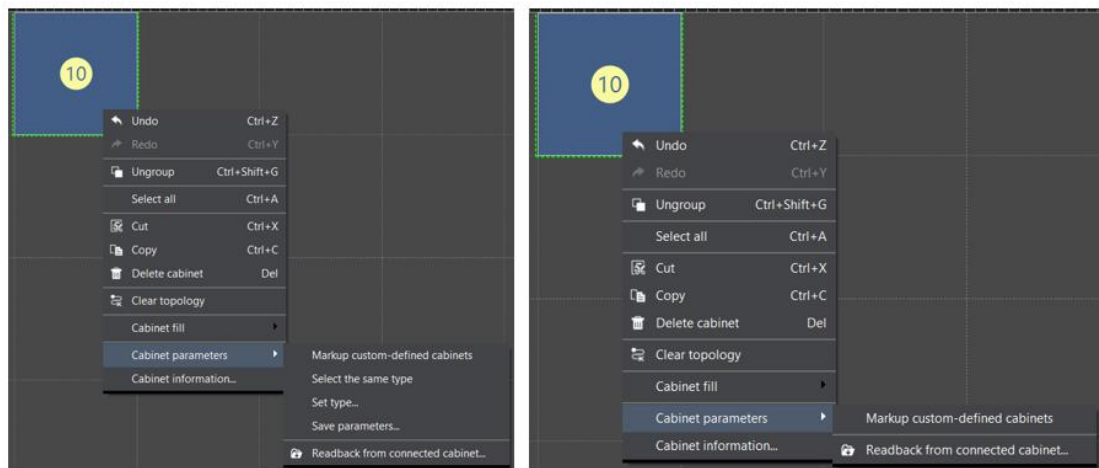 10
Undo Ctrl+Z
Redo Ctrl+Y
Ungroup Ctrl+Shift+G
Select all Ctrl+A
Cut Ctrl+X
Copy Ctrl+C
Delete cabinet Del
Clear topology
Cabinet fill
Cabinet parameters
Cabinet information...
Markup custom-defined cabinets
Select the same type
Set type...
Save parameters...
Readback from connected cabinet...
10
Undo Ctrl+Z
Redo Ctrl+Y
Ungroup Ctrl+Shift+G
Select all Ctrl+A
Cut Ctrl+X
Copy Ctrl+C
Delete cabinet Del
Clear topology
Cabinet fill
Cabinet parameters
Cabinet information...
Markup custom-defined cabinets
Readback from connected cabinet...